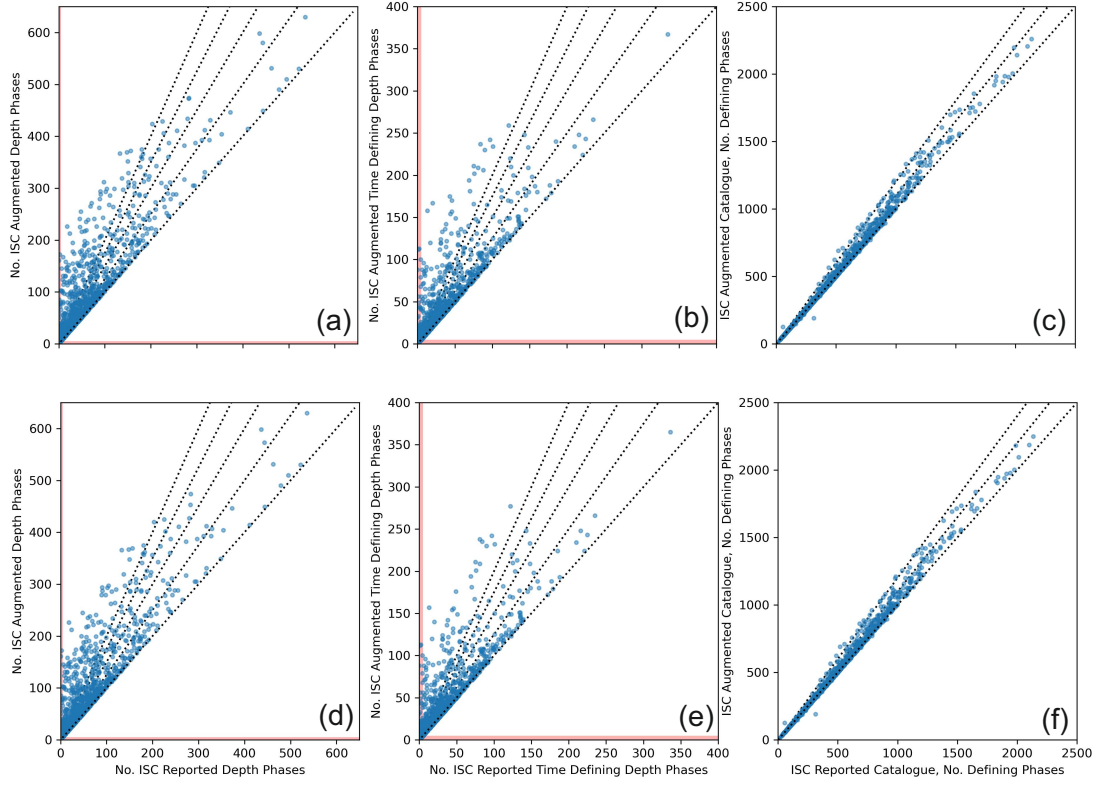 No. ISC Augmented Depth Phases
600
500
400
300
200
100
0
(a)
No. ISC Augmented Time Defining Depth Phases
400
350
300
250
200
150
100
50
0
(b)
ISC Augmented Catalogue, No. Defining Phases
2500
2000
1500
1000
500
0
(c)
No. ISC Augmented Depth Phases
600
500
400
300
200
100
0
(d)
0 100 200 300 400 500 600
No. ISC Reported Depth Phases
No. ISC Augmented Time Defining Depth Phases
400
350
300
250
200
150
100
50
0
(e)
0 50 100 150 200 250 300 350 400
No. ISC Reported Time Defining Depth Phases
ISC Augmented Catalogue, No. Defining Phases
2500
2000
1500
1000
500
0
(f)
0 500 1000 1500 2000 2500
ISC Reported Catalogue, No. Defining Phases